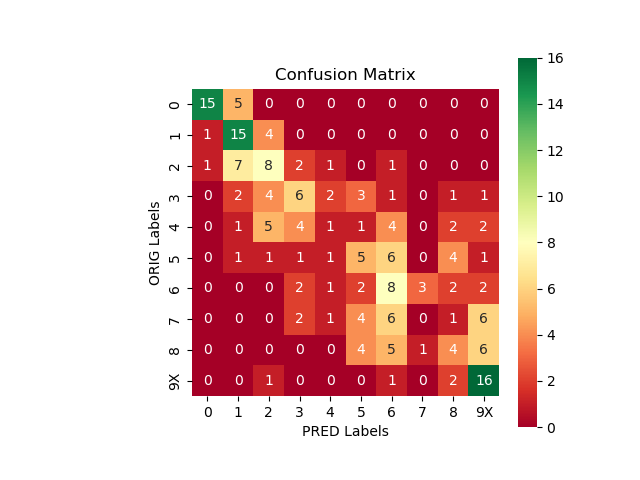 Confusion Matrix
0 15 5 0 0 0 0 0 0 0 0
1 1 15 4 0 0 0 0 0 0 0
2 1 7 8 2 1 0 1 0 0 0
3 0 2 4 6 2 3 1 0 1 1
4 0 1 5 4 1 1 4 0 2 2
5 0 1 1 1 1 5 6 0 4 1
6 0 0 0 2 1 2 8 3 2 2
7 0 0 0 2 1 4 6 0 1 6
8 0 0 0 0 0 4 5 1 4 6
9X 0 0 1 0 0 0 1 0 2 16
0 1 2 3 4 5 6 7 8 9X
PRED Labels
ORIG Labels
16
14
12
10
8
6
4
2
0